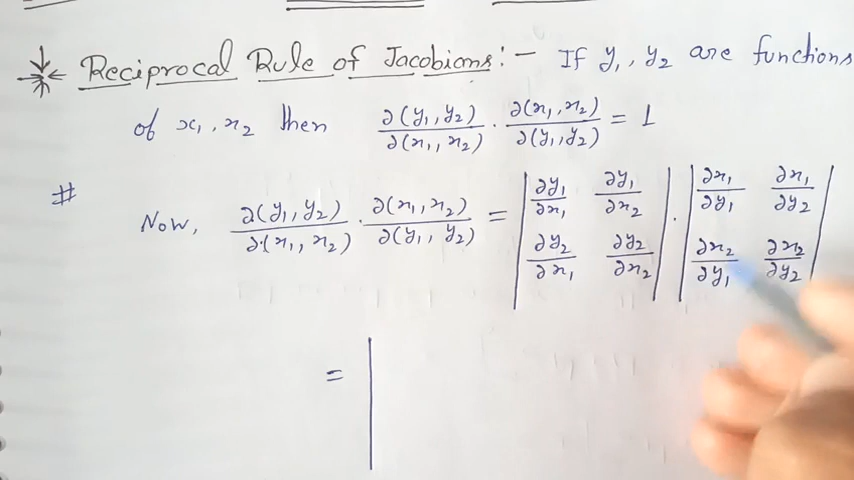 Reciprocal Rule of Jacobians :- If y₁, y₂ are functions
of x₁, x₂ then ∂(y₁, y₂)/∂(x₁, x₂) · ∂(x₁, x₂)/∂(y₁, y₂) = 1
# Now, ∂(y₁, y₂)/∂(x₁, x₂) · ∂(x₁, x₂)/∂(y₁, y₂) = | ∂y₁/∂x₁ ∂y₁/∂x₂ ; ∂y₂/∂x₁ ∂y₂/∂x₂ | · | ∂x₁/∂y₁ ∂x₁/∂y₂ ; ∂x₂/∂y₁ ∂x₂/∂y₂ |
= |